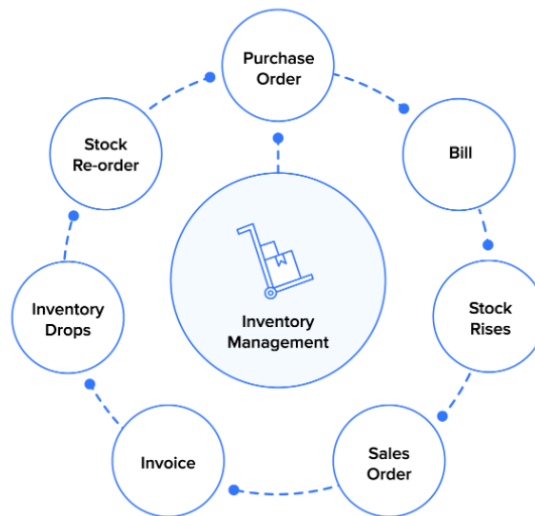 Purchase
Order
Bill
Stock
Rises
Sales
Order
Invoice
Inventory
Drops
Stock
Re-order
Inventory
Management